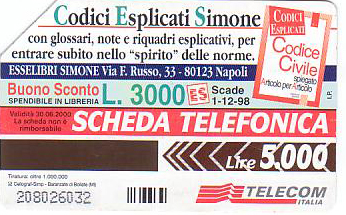 Codici Esplicati Simone
con glossari, note e riquadri esplicativi, per
entrare subito nello "spirito" delle norme.
ESSELIBRI SIMONE Via F. Russo, 33 - 80123 Napoli
CODICI
ESPLICATI
Codice
Civile
spiegato
Articolo per Articolo
Buono Sconto
SPENDIBILE IN LIBRERIA
L. 3000
ES
Scade
1-12-98
I.P.
Validità 30.06.2000
La scheda non è
rimborsabile
SCHEDA TELEFONICA
Lire 5.000
Tiratura: oltre 1.000.000
208026032
TELECOM
ITALIA